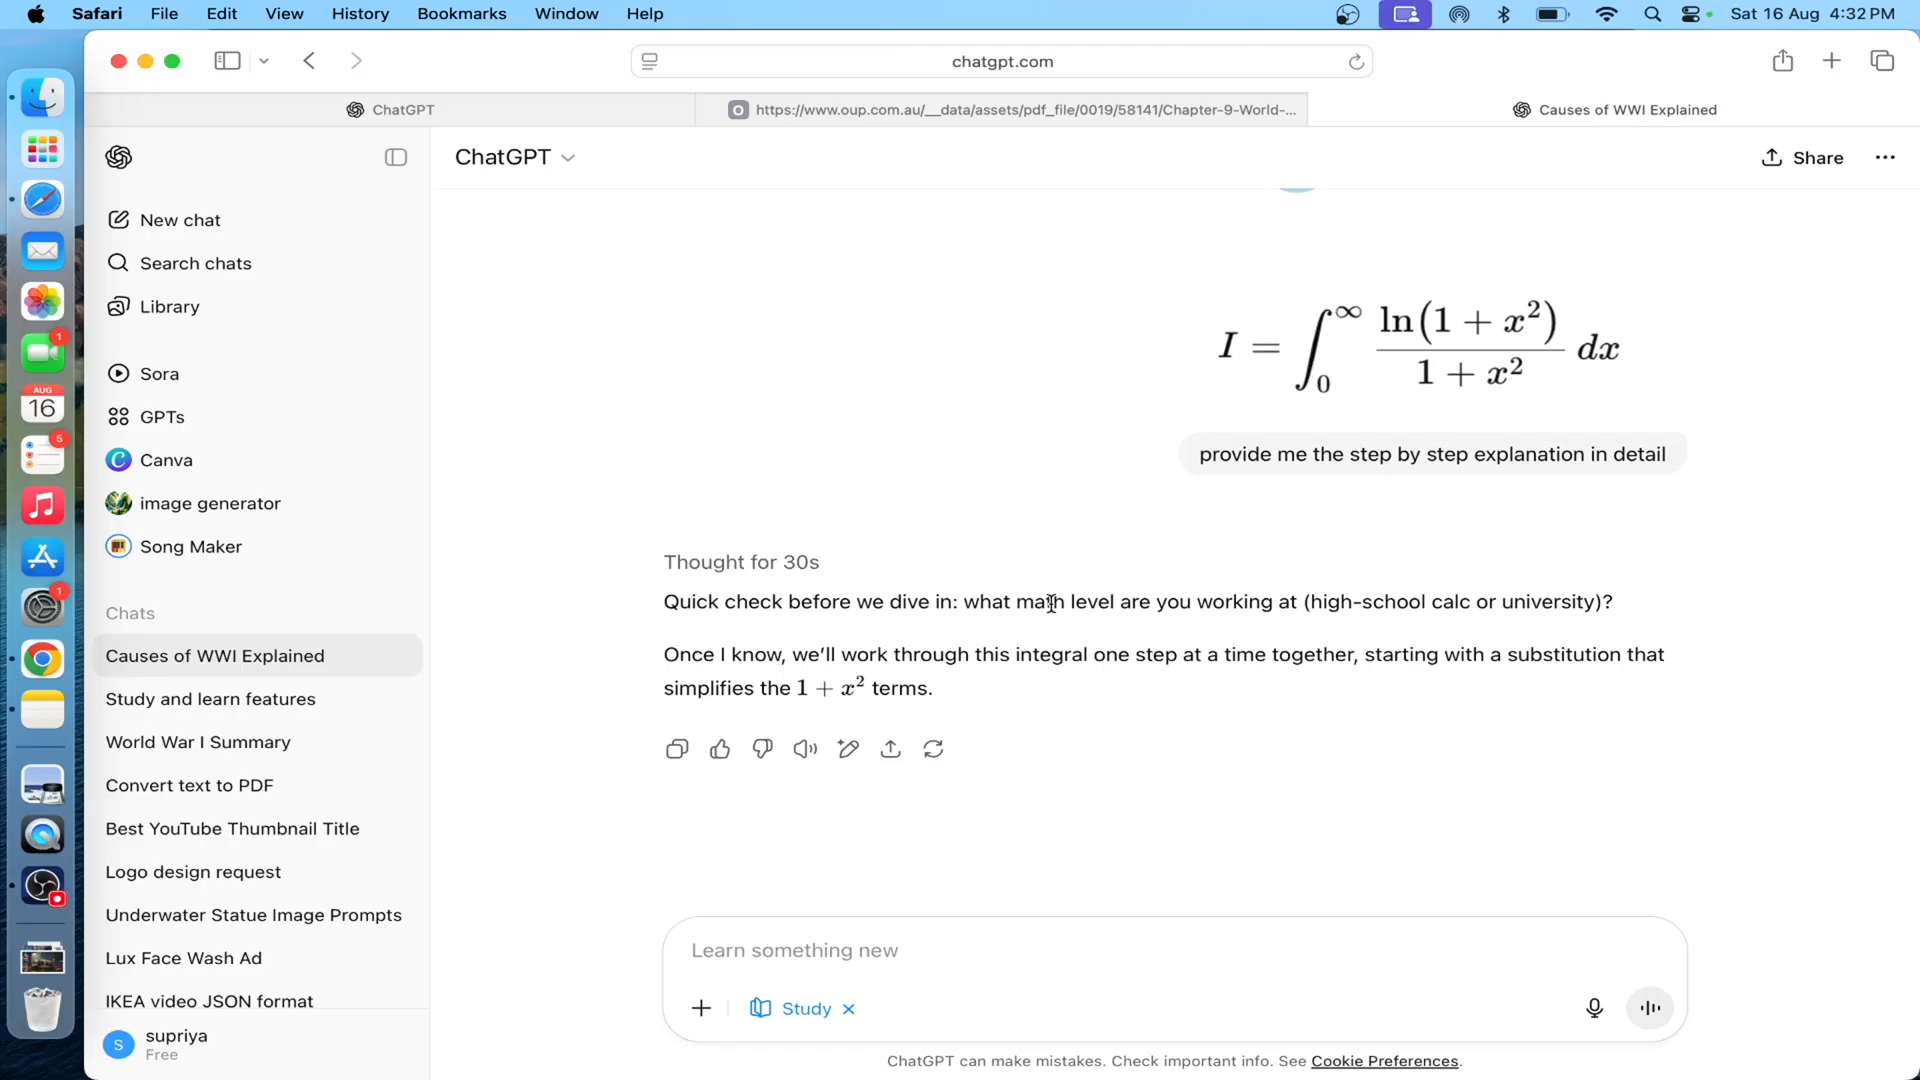 Safari File Edit View History Bookmarks Window Help Sat 16 Aug 4:32 PM
chatgpt.com
ChatGPT
https://www.oup.com.au/__data/assets/pdf_file/0019/58141/Chapter-9-World-...
Causes of WWI Explained
ChatGPT
Share
New chat
Search chats
Library
Sora
GPTs
Canva
image generator
Song Maker
Chats
Causes of WWI Explained
Study and learn features
World War I Summary
Convert text to PDF
Best YouTube Thumbnail Title
Logo design request
Underwater Statue Image Prompts
Lux Face Wash Ad
IKEA video JSON format
S
supriya
Free
1
AUG
16
5
1
I = ∫₀^∞ ln(1 + x²) / (1 + x²) dx
provide me the step by step explanation in detail
Thought for 30s
Quick check before we dive in: what math level are you working at (high-school calc or university)?
Once I know, we’ll work through this integral one step at a time together, starting with a substitution that
simplifies the 1 + x² terms.
Learn something new
Study
ChatGPT can make mistakes. Check important info. See Cookie Preferences.